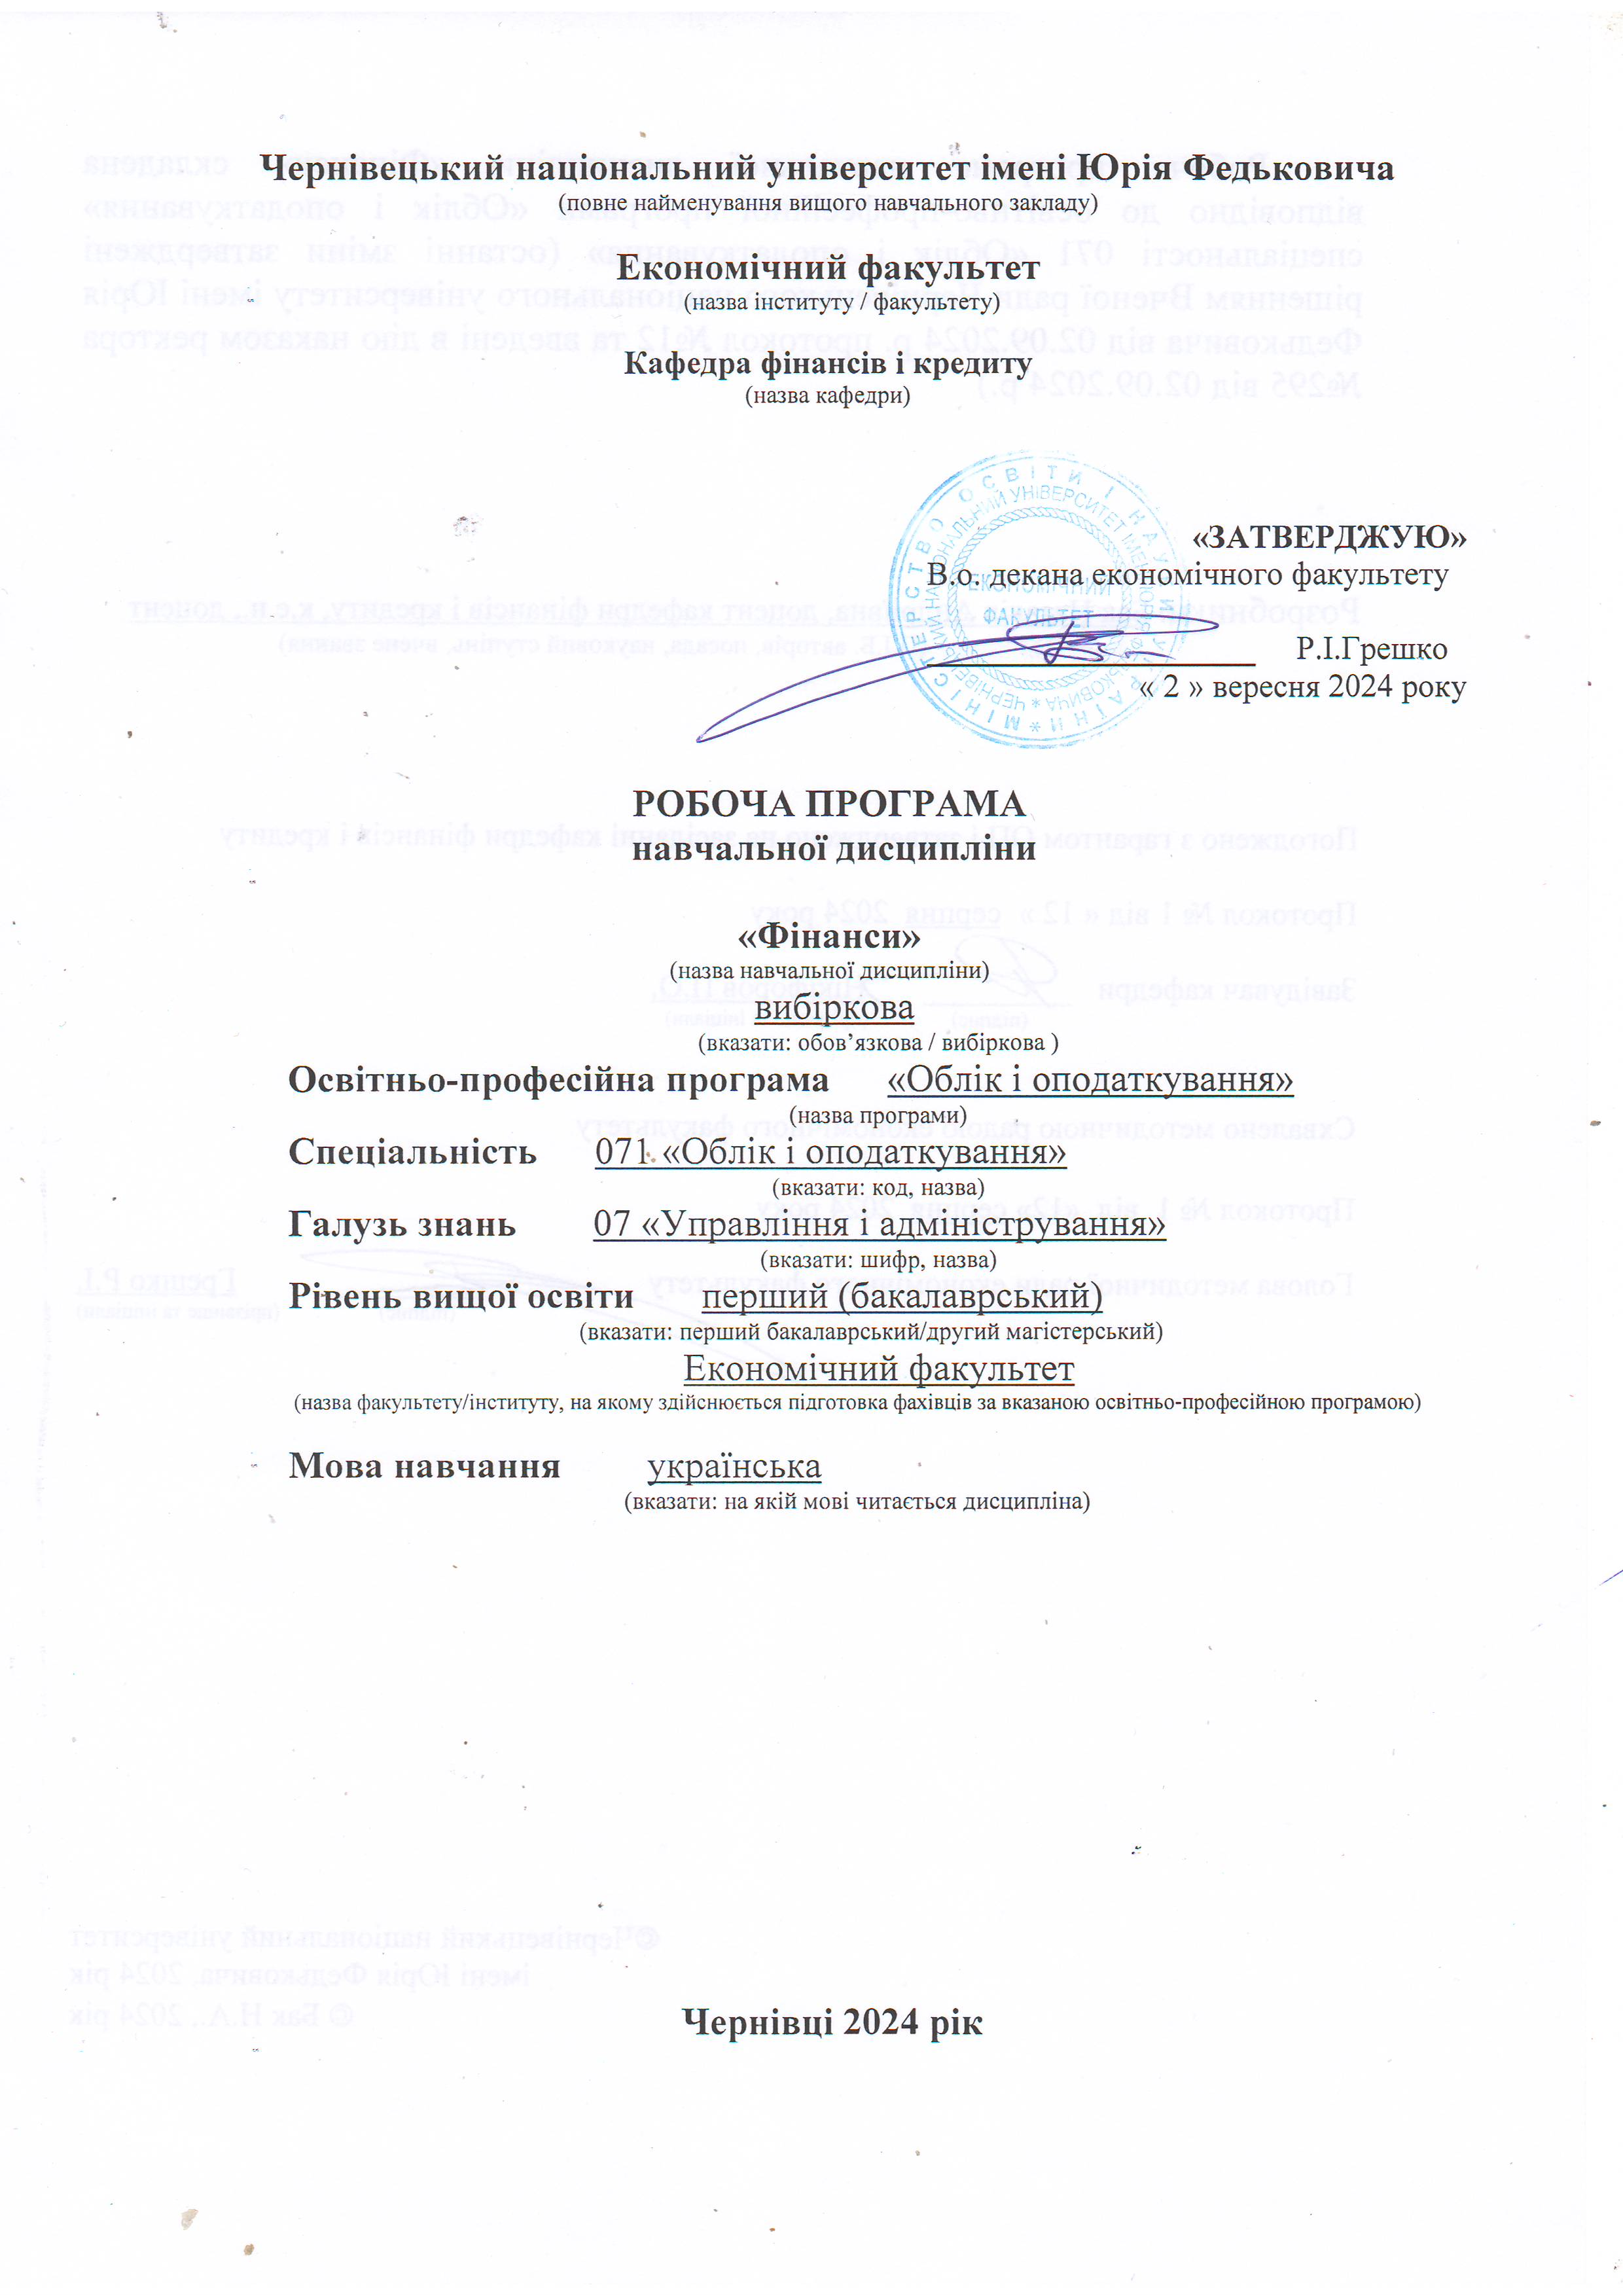 Чернівецький національний університет імені Юрія Федьковича
(повне найменування вищого навчального закладу)
Економічний факультет
(назва інституту / факультету)
Кафедра фінансів і кредиту
(назва кафедри)
«ЗАТВЕРДЖУЮ»
В.о. декана економічного факультету
ЕКОНОМІЧНИЙ
ФАКУЛЬТЕТ
Р.І.Грешко
« 2 » вересня 2024 року
РОБОЧА ПРОГРАМА
навчальної дисципліни
«Фінанси»
(назва навчальної дисципліни)
вибіркова
(вказати: обов’язкова / вибіркова )
Освітньо-професійна програма «Облік і оподаткування»
(назва програми)
Спеціальність 071 «Облік і оподаткування»
(вказати: код, назва)
Галузь знань 07 «Управління і адміністрування»
(вказати: шифр, назва)
Рівень вищої освіти перший (бакалаврський)
(вказати: перший бакалаврський/другий магістерський)
Економічний факультет
(назва факультету/інституту, на якому здійснюється підготовка фахівців за вказаною освітньо-професійною програмою)
Мова навчання українська
(вказати: на якій мові читається дисципліна)
Чернівці 2024 рік